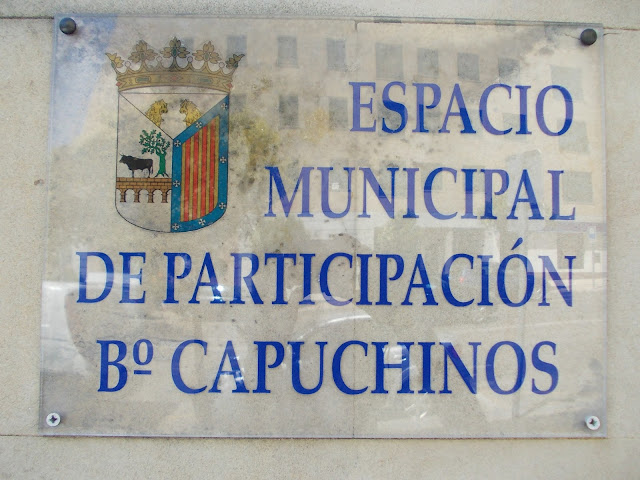 ESPACIO
MUNICIPAL
DE PARTICIPACIÓN
Bº CAPUCHINOS